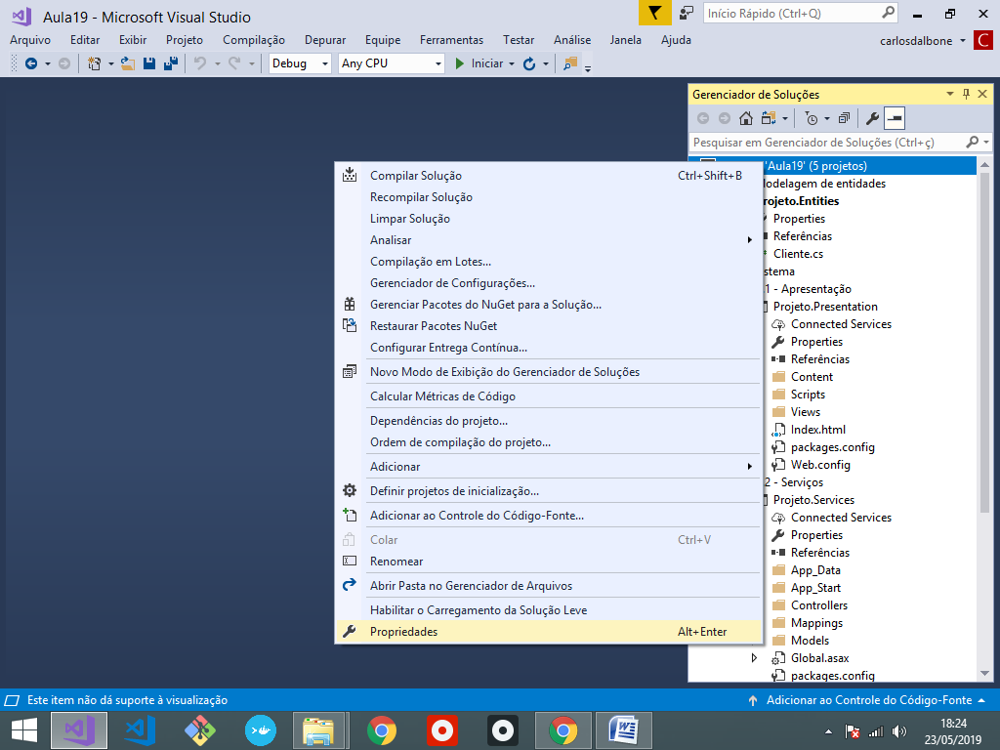 Aula19 - Microsoft Visual Studio
Início Rápido (Ctrl+Q)
Arquivo Editar Exibir Projeto Compilação Depurar Equipe Ferramentas Testar Análise Janela Ajuda
carlosdalbone C
Debug Any CPU Iniciar
Gerenciador de Soluções
Pesquisar em Gerenciador de Soluções (Ctrl+ç)
'Aula19' (5 projetos)
odelagem de entidades
rojeto.Entities
Properties
Referências
Cliente.cs
stema
1 - Apresentação
Projeto.Presentation
Connected Services
Properties
Referências
Content
Scripts
Views
Index.html
packages.config
Web.config
2 - Serviços
Projeto.Services
Connected Services
Properties
Referências
App_Data
App_Start
Controllers
Mappings
Models
Global.asax
packages.config
Compilar Solução Ctrl+Shift+B
Recompilar Solução
Limpar Solução
Analisar
Compilação em Lotes...
Gerenciador de Configurações...
Gerenciar Pacotes do NuGet para a Solução...
Restaurar Pacotes NuGet
Configurar Entrega Contínua...
Novo Modo de Exibição do Gerenciador de Soluções
Calcular Métricas de Código
Dependências do projeto...
Ordem de compilação do projeto...
Adicionar
Definir projetos de inicialização...
Adicionar ao Controle do Código-Fonte...
Colar Ctrl+V
Renomear
Abrir Pasta no Gerenciador de Arquivos
Habilitar o Carregamento da Solução Leve
Propriedades Alt+Enter
Este item não dá suporte à visualização
Adicionar ao Controle do Código-Fonte
18:24
23/05/2019